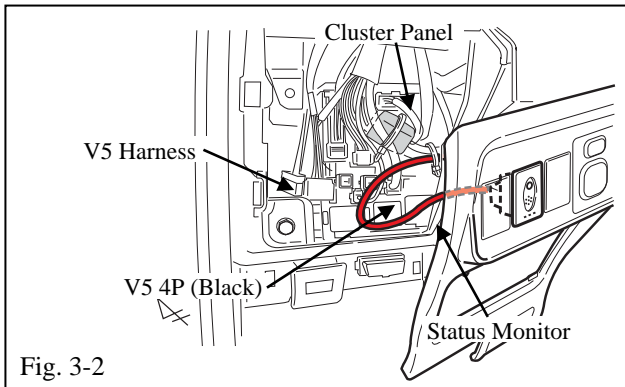 Cluster Panel
V5 Harness
V5 4P (Black)
Status Monitor
Fig. 3-2